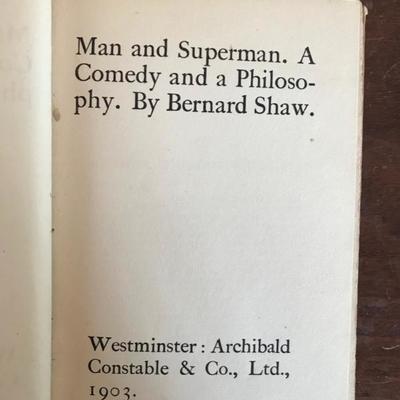 Man and Superman. A
Comedy and a Philoso-
phy. By Bernard Shaw.
Westminster: Archibald
Constable & Co., Ltd.,
1903.